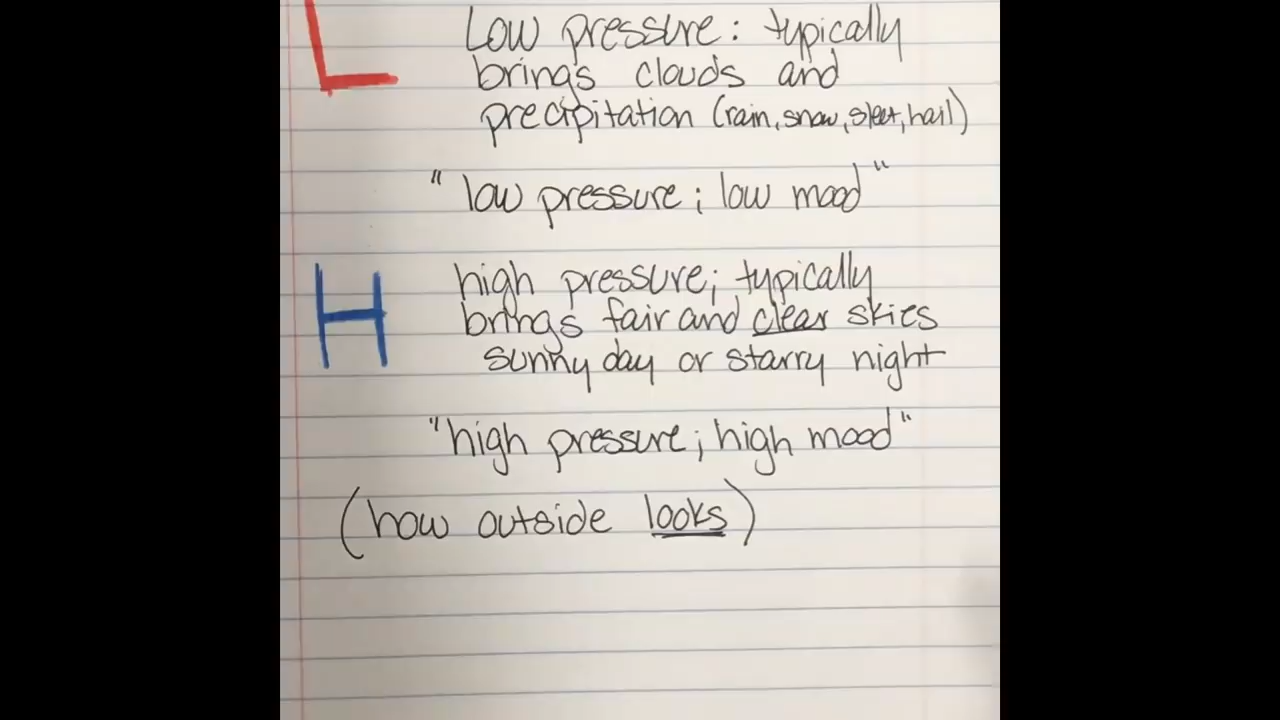 L
Low pressure: typically
brings clouds and
precipitation (rain, snow, sleet, hail)
"low pressure; low mood"
H
high pressure; typically
brings fair and clear skies
sunny day or starry night
"high pressure; high mood"
(how outside looks)